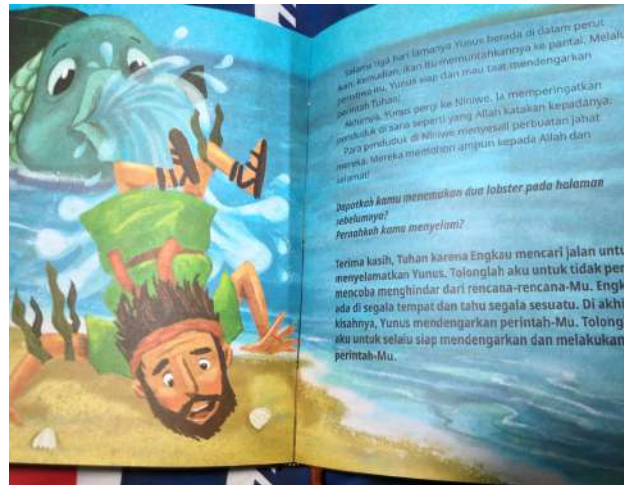 Selama tiga hari lamanya Yunus berada di dalam perut
ikan. Kemudian, ikan itu memuntahkannya ke pantai. Melalui
peristiwa itu, Yunus siap dan mau taat mendengarkan
perintah Tuhan!
Akhirnya, Yunus pergi ke Niniwe. Ia memperingatkan
penduduk di sana seperti yang Allah katakan kepadanya.
Para penduduk di Niniwe menyesali perbuatan jahat
mereka. Mereka memohon ampun kepada Allah dan
selamat!
Dapatkah kamu menemukan dua lobster pada halaman
sebelumnya?
Pernahkah kamu menyelam?
Terima kasih, Tuhan karena Engkau mencari jalan untu
menyelamatkan Yunus. Tolonglah aku untuk tidak per
mencoba menghindar dari rencana-rencana-Mu. Engk
ada di segala tempat dan tahu segala sesuatu. Di akhi
kisahnya, Yunus mendengarkan perintah-Mu. Tolong
aku untuk selalu siap mendengarkan dan melakukan
perintah-Mu.